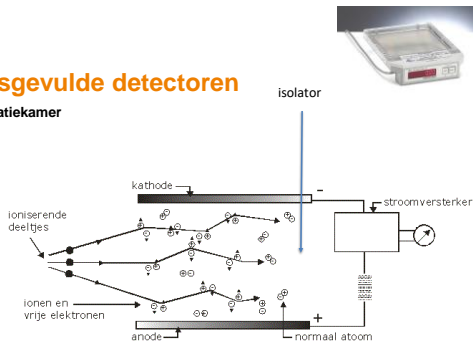 sgevulde detectoren
atiekamer
isolator
kathode
−
stroomversterker
ioniserende
deeltjes
ionen en
vrije elektronen
+
anode
normaal atoom